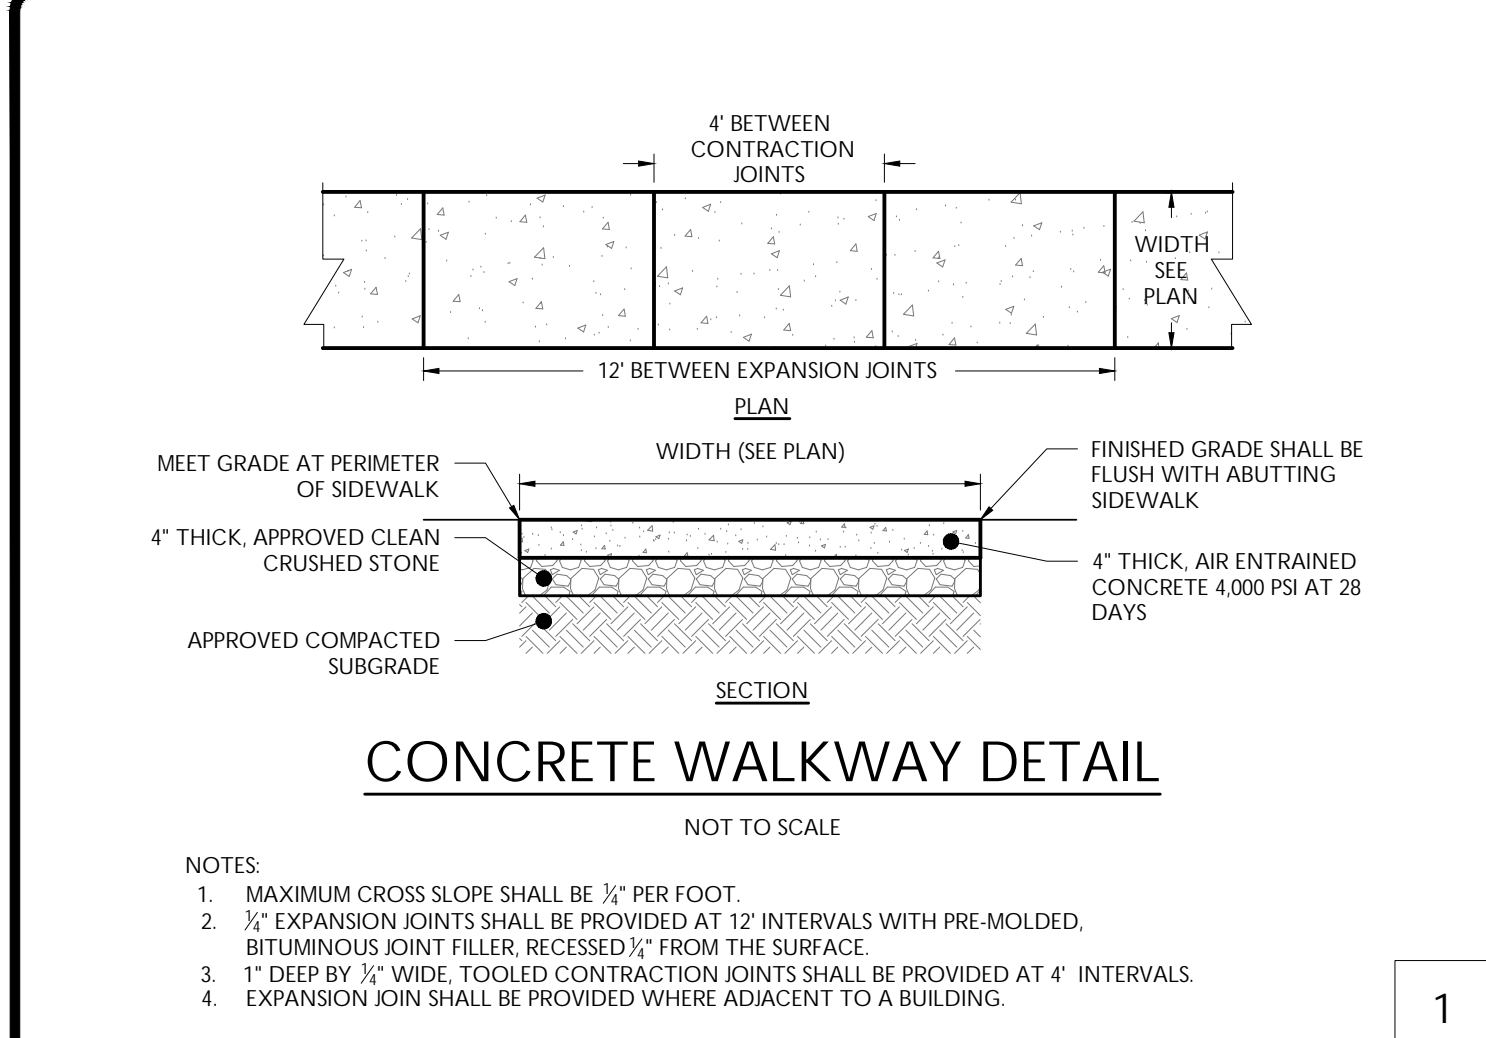 4' BETWEEN
CONTRACTION
JOINTS
WIDTH
SEE
PLAN
12' BETWEEN EXPANSION JOINTS
PLAN
WIDTH (SEE PLAN)
MEET GRADE AT PERIMETER
OF SIDEWALK
FINISHED GRADE SHALL BE
FLUSH WITH ABUTTING
SIDEWALK
4" THICK, APPROVED CLEAN
CRUSHED STONE
4" THICK, AIR ENTRAINED
CONCRETE 4,000 PSI AT 28
DAYS
APPROVED COMPACTED
SUBGRADE
SECTION
CONCRETE WALKWAY DETAIL
NOT TO SCALE
NOTES:
1. MAXIMUM CROSS SLOPE SHALL BE ¼" PER FOOT.
2. ¼" EXPANSION JOINTS SHALL BE PROVIDED AT 12' INTERVALS WITH PRE-MOLDED,
BITUMINOUS JOINT FILLER, RECESSED ¼" FROM THE SURFACE.
3. 1" DEEP BY ¼" WIDE, TOOLED CONTRACTION JOINTS SHALL BE PROVIDED AT 4' INTERVALS.
4. EXPANSION JOIN SHALL BE PROVIDED WHERE ADJACENT TO A BUILDING.
1